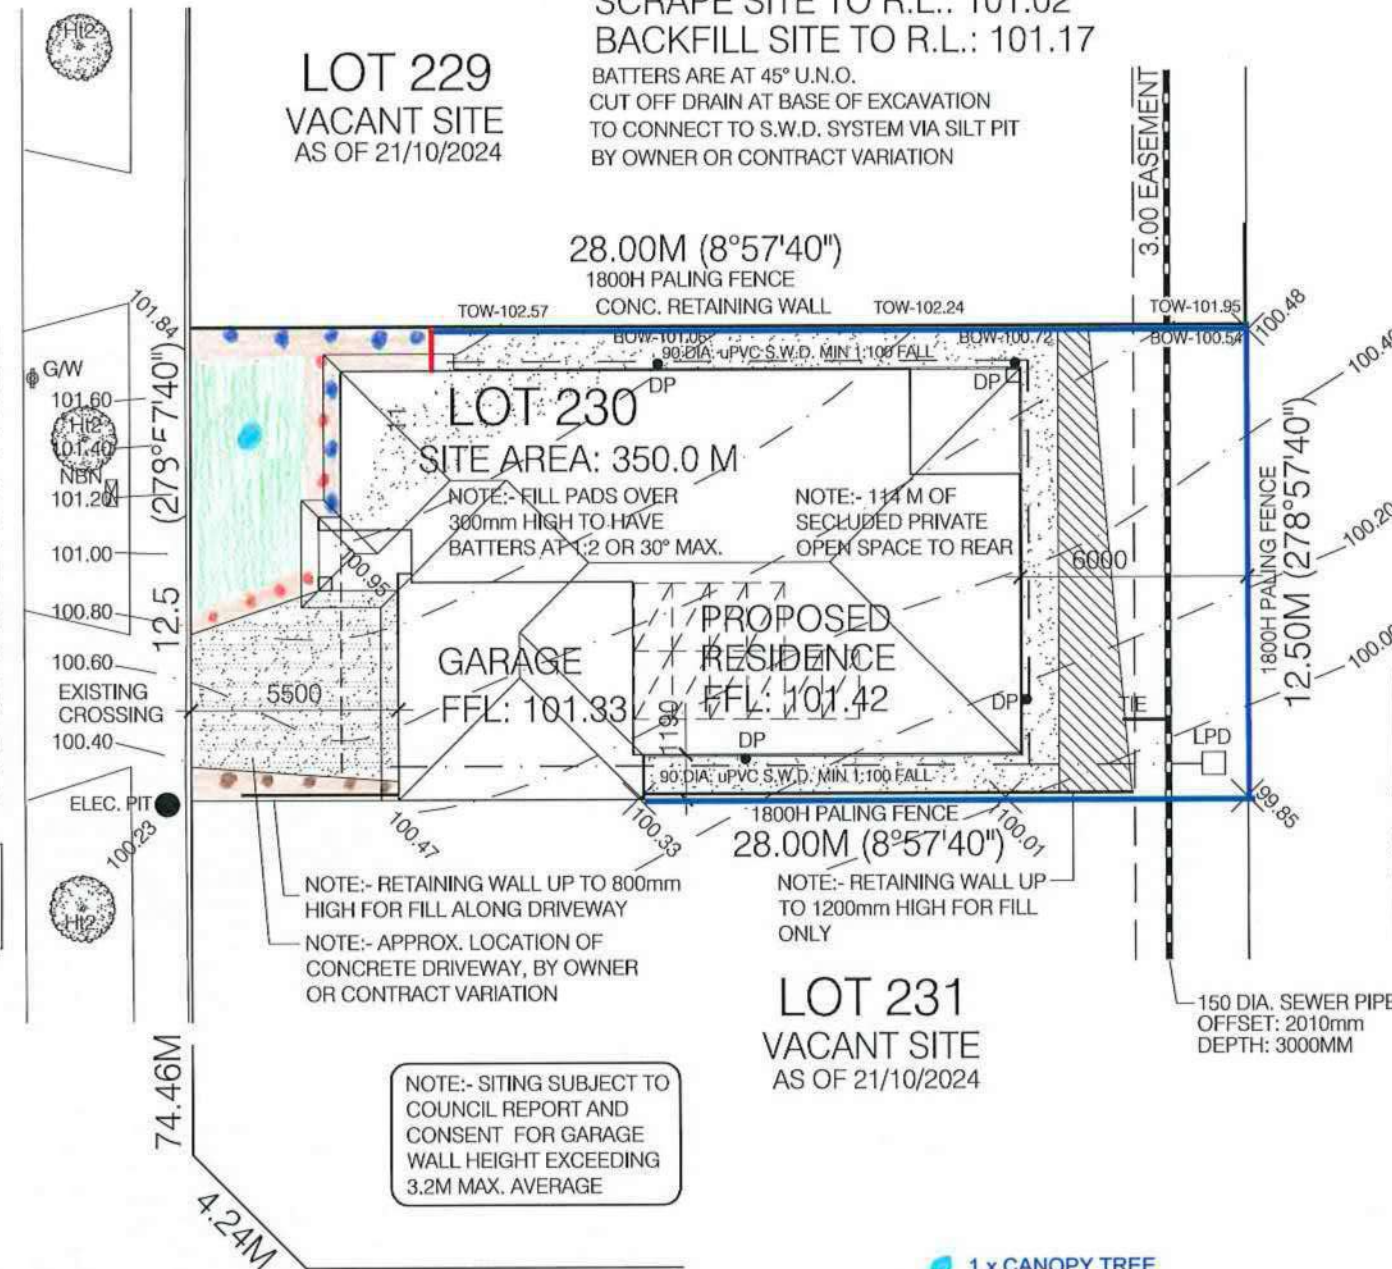 SCRAPE SITE TO R.L.: 101.02
BACKFILL SITE TO R.L.: 101.17
BATTERS ARE AT 45° U.N.O.
CUT OFF DRAIN AT BASE OF EXCAVATION
TO CONNECT TO S.W.D. SYSTEM VIA SILT PIT
BY OWNER OR CONTRACT VARIATION
Ht2
LOT 229
VACANT SITE
AS OF 21/10/2024
3.00 EASEMENT
28.00M (8°57'40")
1800H PALING FENCE
CONC. RETAINING WALL
TOW-102.57
TOW-102.24
TOW-101.95
BOW-101.06
BOW-100.72
BOW-100.54
90 DIA. uPVC S.W.D. MIN 1:100 FALL
DP
DP
101.84
100.48
100.40
100.20
G/W
101.60
Ht2
101.40
NBN
101.20
101.00
100.80
100.60
EXISTING
CROSSING
100.40
ELEC. PIT
100.23
12.5
LOT 230
SITE AREA: 350.0 M
NOTE:- FILL PADS OVER
300mm HIGH TO HAVE
BATTERS AT 1:2 OR 30° MAX.
NOTE:- 114 M OF
SECLUDED PRIVATE
OPEN SPACE TO REAR
100.95
6000
1800H PALING FENCE
12.50M (278°57'40")
5500
GARAGE
FFL: 101.33
PROPOSED
RESIDENCE
FFL: 101.42
1190
DP
DP
TIE
LPD
90 DIA. uPVC S.W.D. MIN 1:100 FALL
1800H PALING FENCE
28.00M (8°57'40")
100.47
100.33
100.01
99.85
Ht2
NOTE:- RETAINING WALL UP TO 800mm
HIGH FOR FILL ALONG DRIVEWAY
NOTE:- APPROX. LOCATION OF
CONCRETE DRIVEWAY, BY OWNER
OR CONTRACT VARIATION
NOTE:- RETAINING WALL UP
TO 1200mm HIGH FOR FILL
ONLY
LOT 231
VACANT SITE
AS OF 21/10/2024
150 DIA. SEWER PIPE
OFFSET: 2010mm
DEPTH: 3000MM
74.46M
4.24M
NOTE:- SITING SUBJECT TO
COUNCIL REPORT AND
CONSENT FOR GARAGE
WALL HEIGHT EXCEEDING
3.2M MAX. AVERAGE
1 x CANOPY TREE